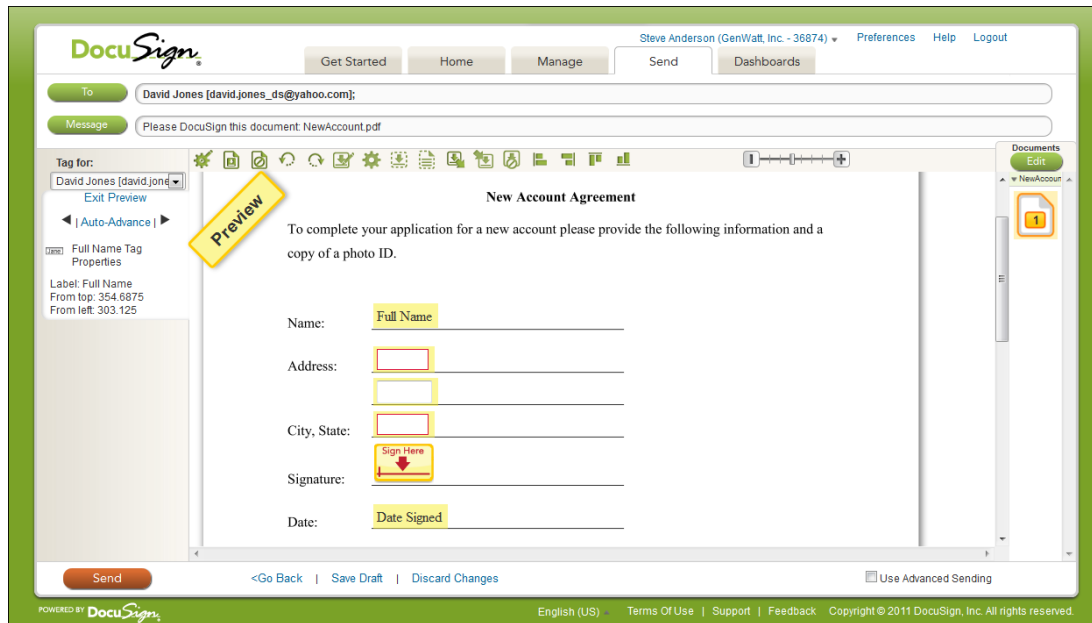 DocuSign
Steve Anderson (GenWatt, Inc. - 36874)
Preferences
Help
Logout
Get Started
Home
Manage
Send
Dashboards
To
David Jones [david.jones_ds@yahoo.com];
Message
Please DocuSign this document: NewAccount.pdf
Tag for:
David Jones [david.jone
Exit Preview
| Auto-Advance |
Full Name Tag
Properties
Label: Full Name
From top: 354.6875
From left: 303.125
Preview
New Account Agreement
To complete your application for a new account please provide the following information and a
copy of a photo ID.
Name:
Full Name
Address:
City, State:
Signature:
Sign Here
Date:
Date Signed
Documents
Edit
NewAccoun
1
Send
<Go Back | Save Draft | Discard Changes
Use Advanced Sending
POWERED BY DocuSign
English (US)
Terms Of Use | Support | Feedback
Copyright © 2011 DocuSign, Inc. All rights reserved.